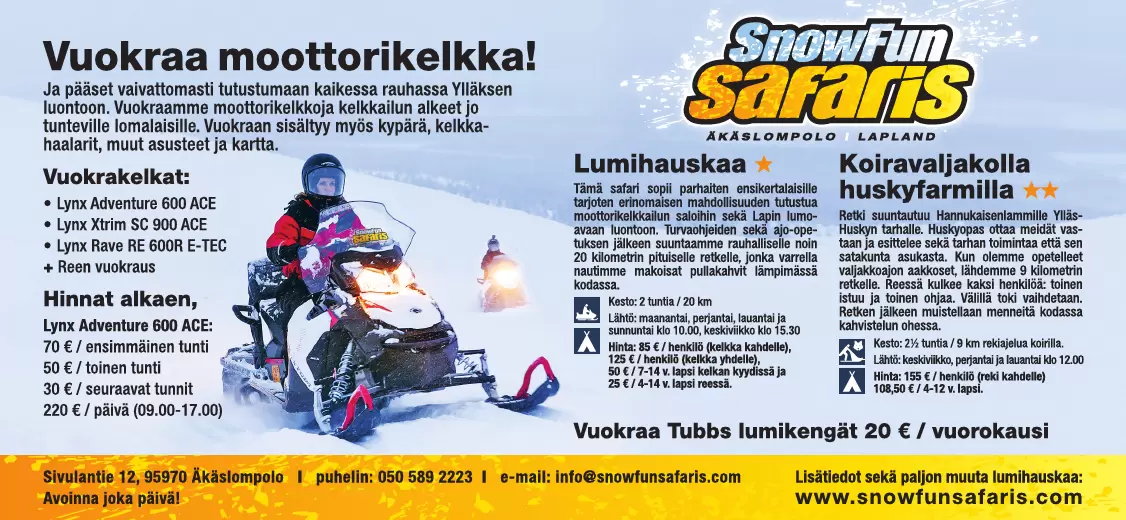 Vuokraa moottorikelkka!
Ja pääset vaivattomasti tutustumaan kaikessa rauhassa Ylläksen
luontoon. Vuokraamme moottorikelkkoja kelkkailun alkeet jo
tunteville lomalaisille. Vuokraan sisältyy myös kypärä, kelkka-
haalarit, muut asusteet ja kartta.
Vuokrakelkat:
• Lynx Adventure 600 ACE
• Lynx Xtrim SC 900 ACE
• Lynx Rave RE 600R E-TEC
+ Reen vuokraus
Hinnat alkaen,
Lynx Adventure 600 ACE:
70 € / ensimmäinen tunti
50 € / toinen tunti
30 € / seuraavat tunnit
220 € / päivä (09.00-17.00)
SnowFun
SAFARIS
SnowFun
safaris
ÄKÄSLOMPOLO | LAPLAND
Lumihauskaa ★
Tämä safari sopii parhaiten ensikertalaisille
tarjoten erinomaisen mahdollisuuden tutustua
moottorikelkkailun saloihin sekä Lapin lumo-
avaan luontoon. Turvaohjeiden sekä ajo-ope-
tuksen jälkeen suuntaamme rauhalliselle noin
20 kilometrin pituiselle retkelle, jonka varrella
nautimme makoisat pullakahvit lämpimässä
kodassa.
Kesto: 2 tuntia / 20 km
Lähtö: maanantai, perjantai, lauantai ja
sunnuntai klo 10.00, keskiviikko klo 15.30
Hinta: 85 € / henkilö (kelkka kahdelle),
125 € / henkilö (kelkka yhdelle),
50 € / 7-14 v. lapsi kelkan kyydissä ja
25 € / 4-14 v. lapsi reessä.
Koiravaljakolla
huskyfarmilla ★★
Retki suuntautuu Hannukaisenlammille Ylläs-
Huskyn tarhalle. Huskyopas ottaa meidät vas-
taan ja esittelee sekä tarhan toimintaa että sen
satakunta asukasta. Kun olemme opetelleet
valjakkoajon aakkoset, lähdemme 9 kilometrin
retkelle. Reessä kulkee kaksi henkilöä: toinen
istuu ja toinen ohjaa. Välillä toki vaihdetaan.
Retken jälkeen muistellaan menneitä kodassa
kahvistelun ohessa.
Kesto: 2½ tuntia / 9 km rekiajelua koirilla.
Lähtö: keskiviikko, perjantai ja lauantai klo 12.00
Hinta: 155 € / henkilö (reki kahdelle)
108,50 € / 4-12 v. lapsi.
Vuokraa Tubbs lumikengät 20 € / vuorokausi
Sivulantie 12, 95970 Äkäslompolo | puhelin: 050 589 2223 | e-mail: info@snowfunsafaris.com
Avoinna joka päivä!
Lisätiedot sekä paljon muuta lumihauskaa:
www.snowfunsafaris.com